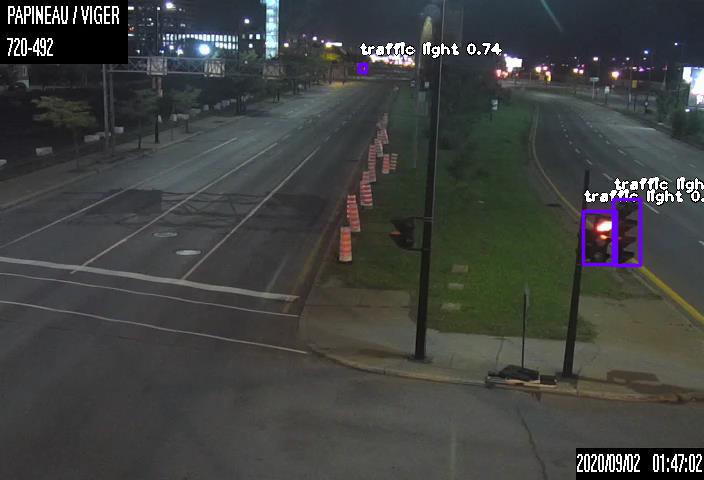 PAPINEAU / VIGER
720-492
traffic light 0.74
traffic ligh
traffic light 0.
2020/09/02 01:47:02